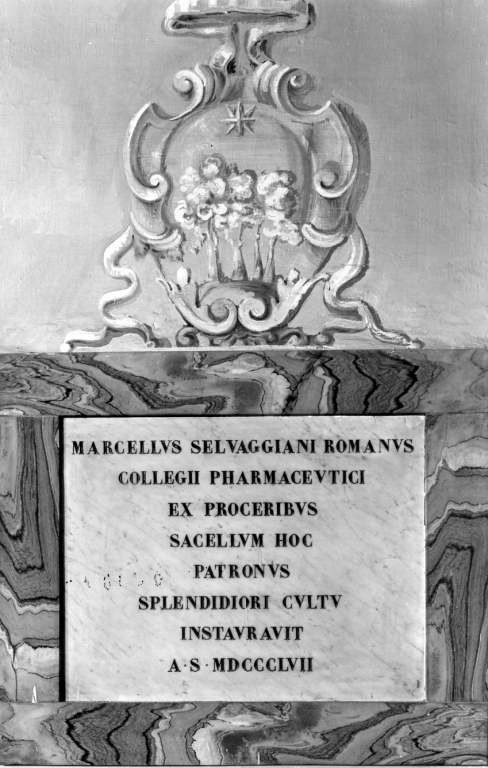 MARCELLVS SELVAGGIANI ROMANVS
COLLEGII PHARMACEVTICI
EX PROCERIBVS
SACELLVM HOC
PATRONVS
SPLENDIDIORI CVLTV
INSTAVRAVIT
A·S·MDCCCLVII